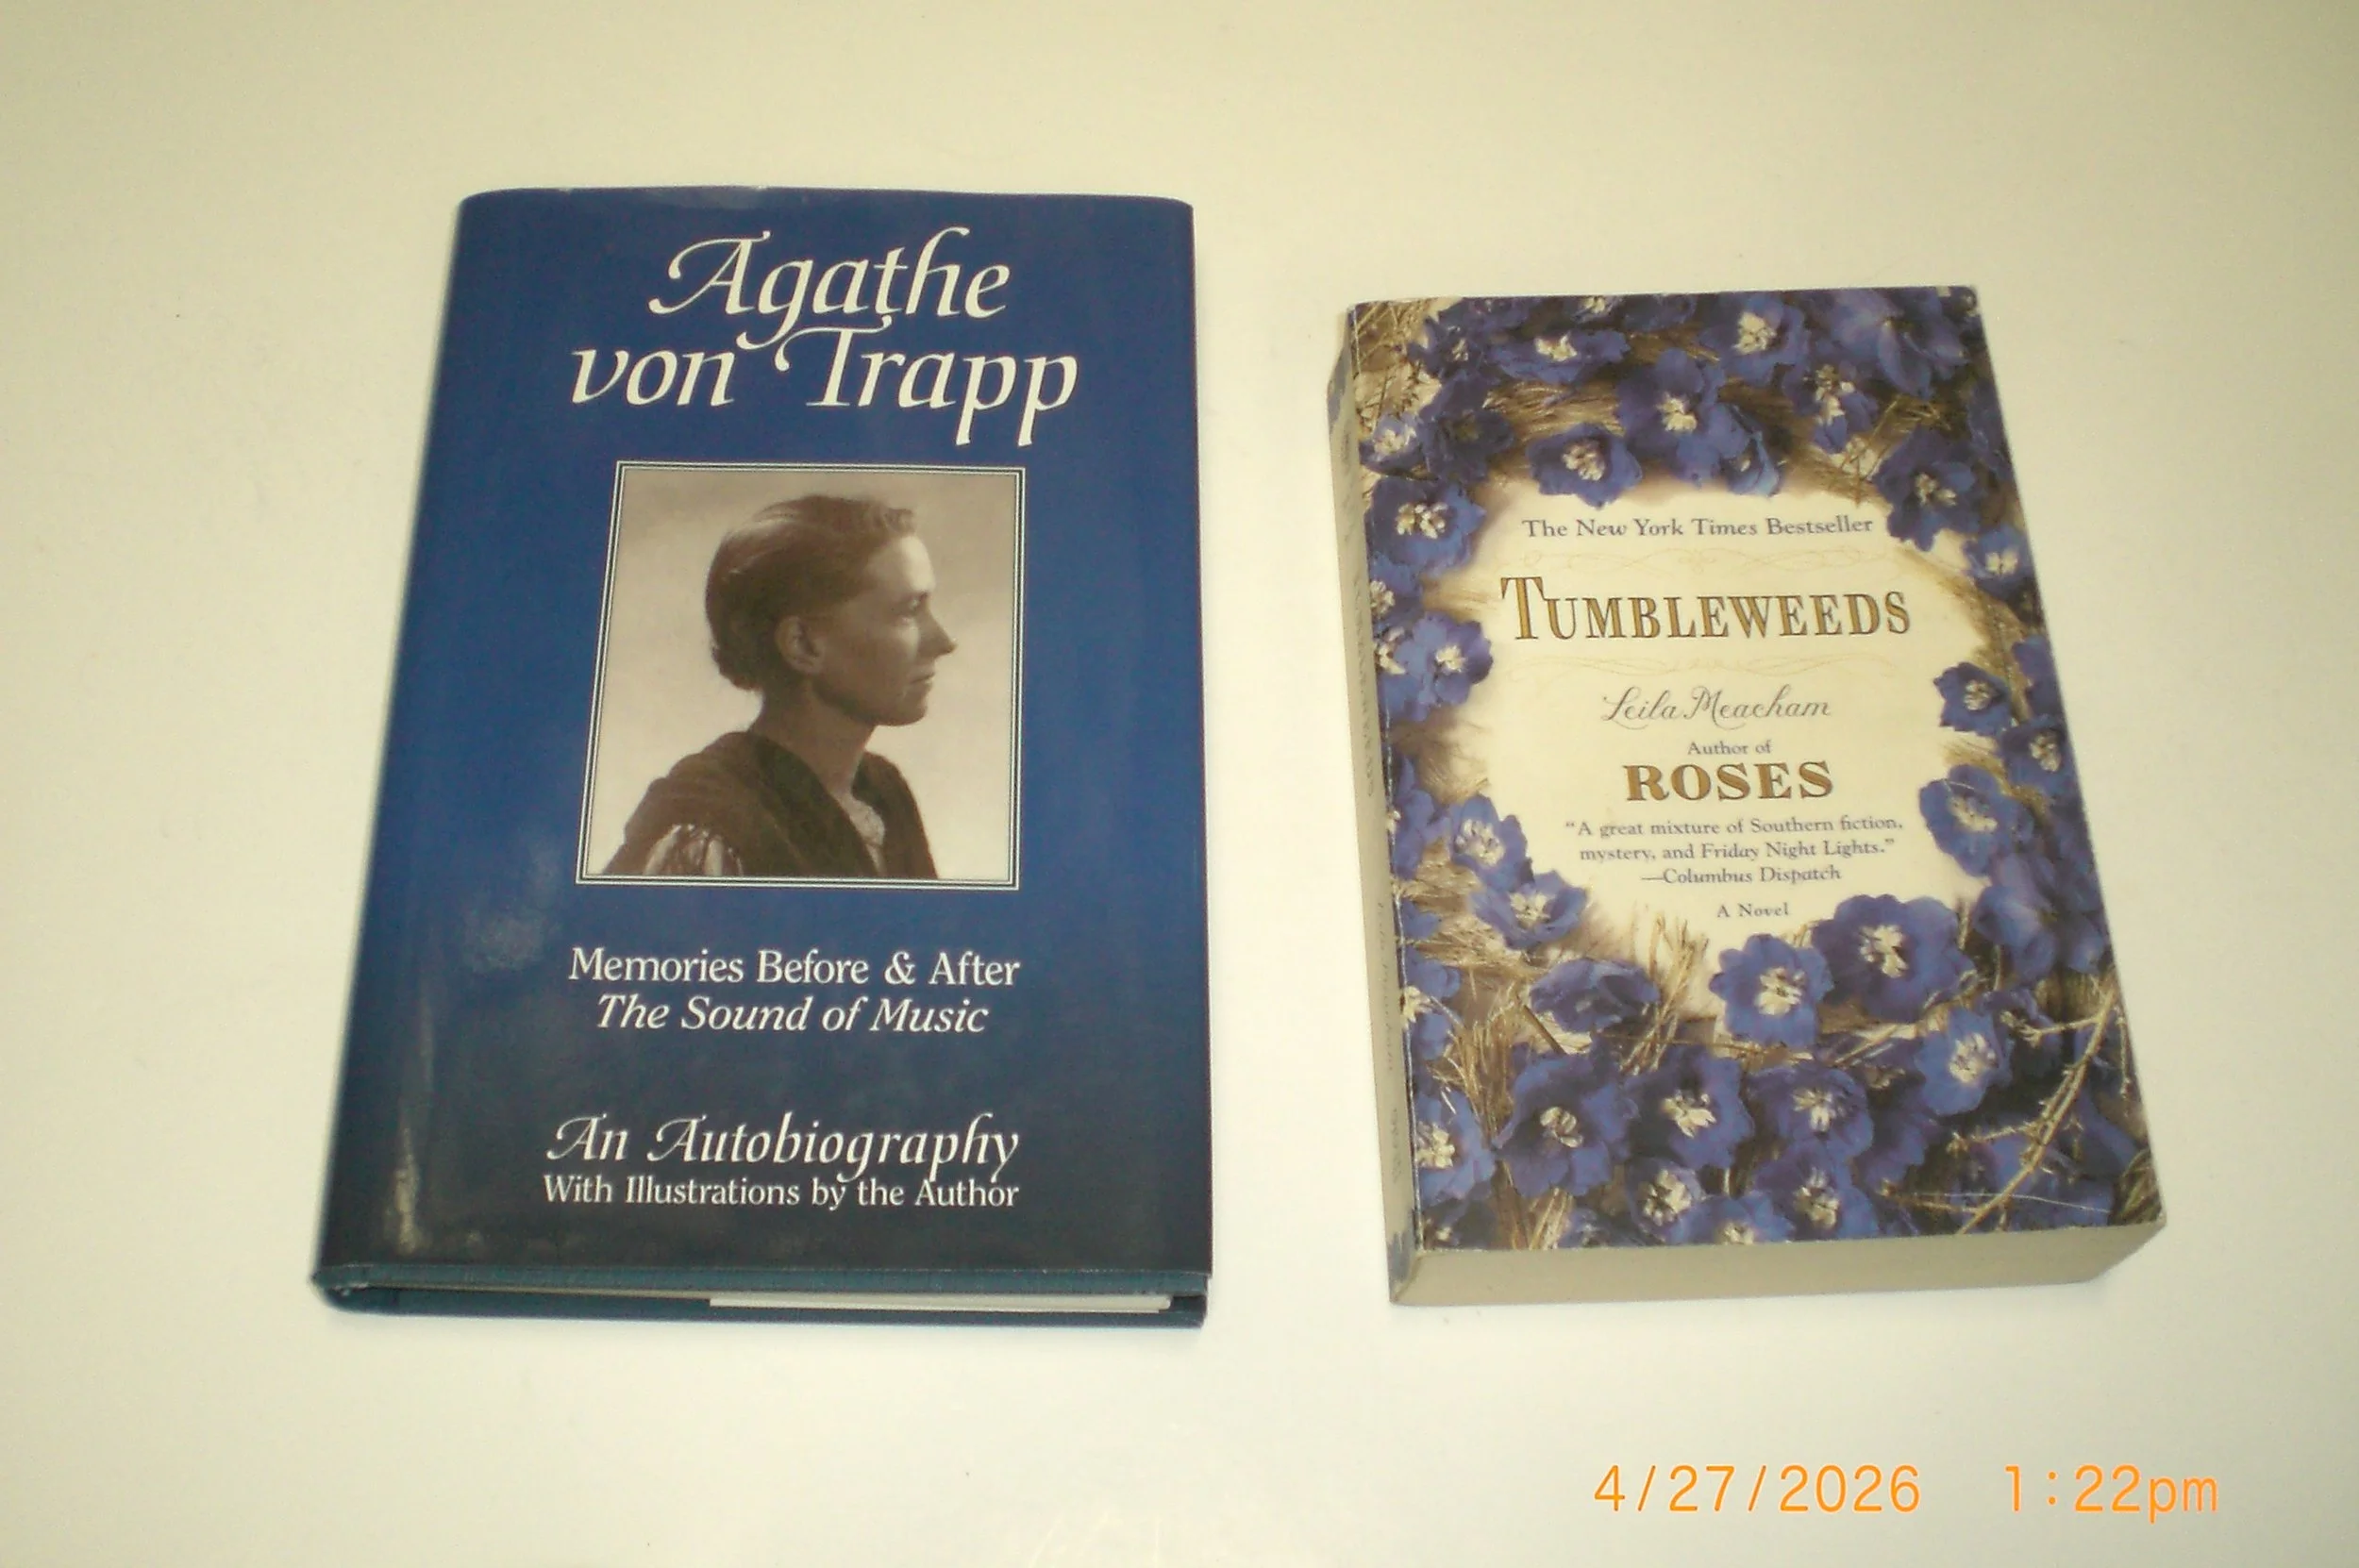 Agathe
von Trapp
Memories Before & After
The Sound of Music
An Autobiography
With Illustrations by the Author
The New York Times Bestseller
TUMBLEWEEDS
Leila Meacham
Author of
ROSES
“A great mixture of Southern fiction,
mystery, and Friday Night Lights.”
—Columbus Dispatch
A Novel
4/27/2026 1:22pm